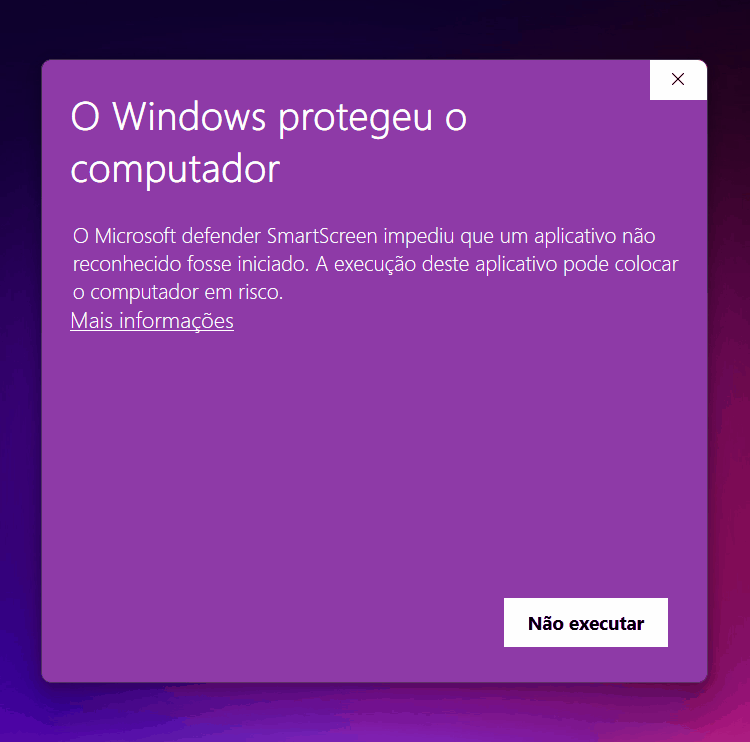 O Windows protegeu o
computador
O Microsoft defender SmartScreen impediu que um aplicativo não
reconhecido fosse iniciado. A execução deste aplicativo pode colocar
o computador em risco.
Mais informações
Não executar